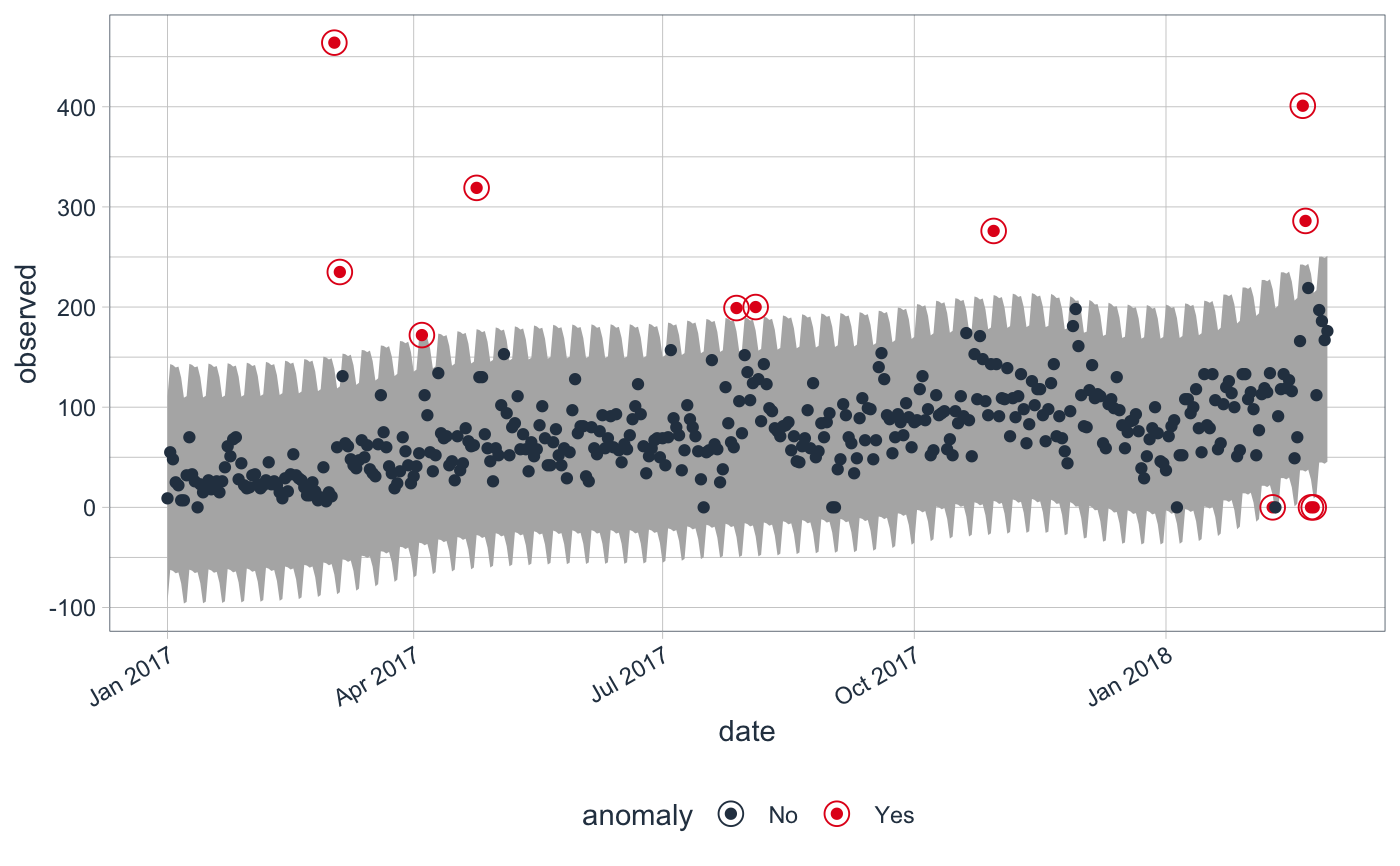 observed
400
300
200
100
0
-100
Jan 2017
Apr 2017
Jul 2017
Oct 2017
Jan 2018
date
anomaly No Yes